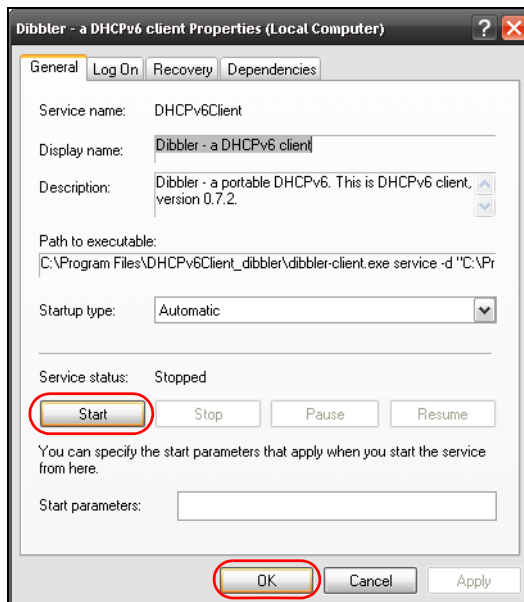 Dibbler - a DHCPv6 client Properties (Local Computer)
General Log On Recovery Dependencies
Service name: DHCPv6Client
Display name: Dibbler - a DHCPv6 client
Description: Dibbler - a portable DHCPv6. This is DHCPv6 client,
version 0.7.2.
Path to executable:
C:\Program Files\DHCPv6Client_dibbler\dibbler-client.exe service -d "C:\Pr
Startup type: Automatic
Service status: Stopped
Start Stop Pause Resume
You can specify the start parameters that apply when you start the service
from here.
Start parameters:
OK Cancel Apply